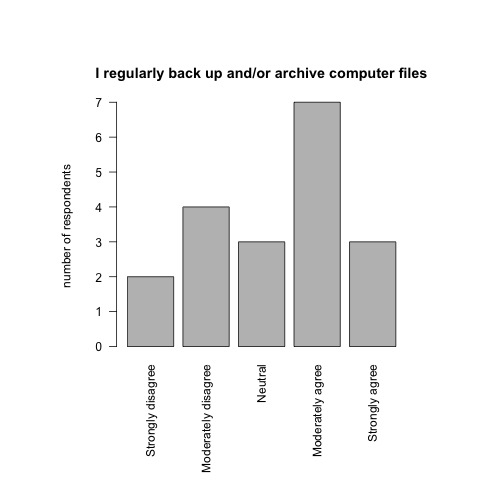 I regularly back up and/or archive computer files
number of respondents
7
6
5
4
3
2
1
0
Strongly disagree
Moderately disagree
Neutral
Moderately agree
Strongly agree